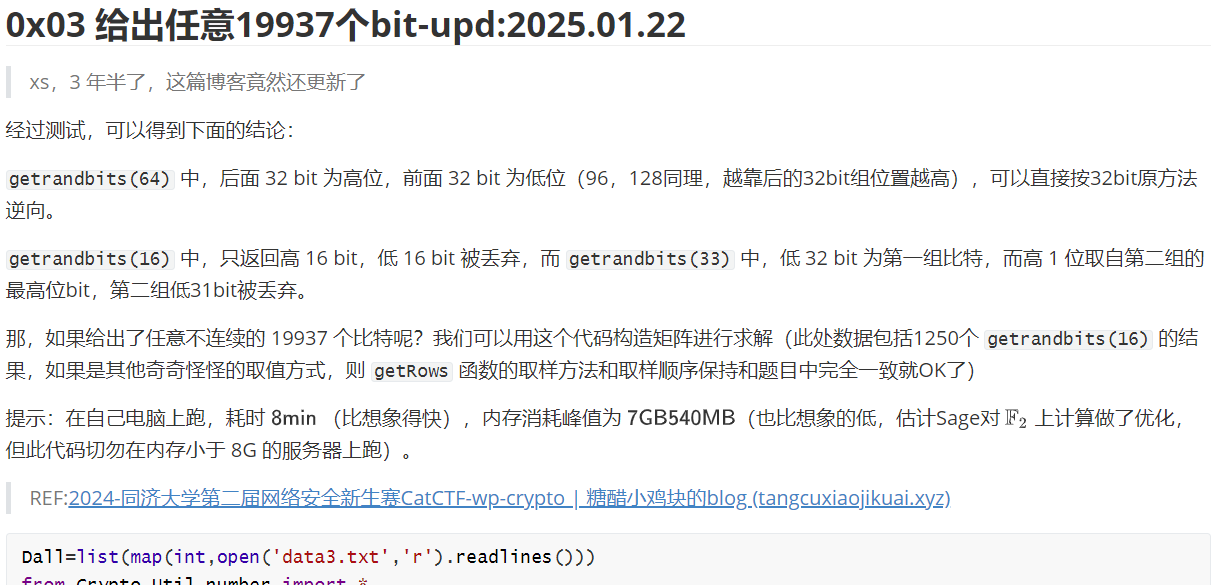 0x03 给出任意19937个bit-upd:2025.01.22
xs，3 年半了，这篇博客竟然还更新了
经过测试，可以得到下面的结论：
getrandbits(64) 中，后面 32 bit 为高位，前面 32 bit 为低位（96，128同理，越靠后的32bit组位置越高），可以直接按32bit原方法
逆向。
getrandbits(16) 中，只返回高 16 bit，低 16 bit 被丢弃，而 getrandbits(33) 中，低 32 bit 为第一组比特，而高 1 位取自第二组的
最高位bit，第二组低31bit被丢弃。
那，如果给出了任意不连续的 19937 个比特呢？我们可以用这个代码构造矩阵进行求解（此处数据包括1250个 getrandbits(16) 的结
果，如果是其他奇奇怪怪的取值方式，则 getRows 函数的取样方法和取样顺序保持和题目中完全一致就OK了)
提示：在自己电脑上跑，耗时 8min （比想象得快），内存消耗峰值为 7GB540MB（也比想象的低，估计Sage对 𝔽₂ 上计算做了优化，
但此代码切勿在内存小于 8G 的服务器上跑）。
REF:2024-同济大学第二届网络安全新生赛CatCTF-wp-crypto | 糖醋小鸡块的blog (tangcuxiaojikuai.xyz)
Dall=list(map(int,open('data3.txt','r').readlines()))
from Crypto.Util.number import *